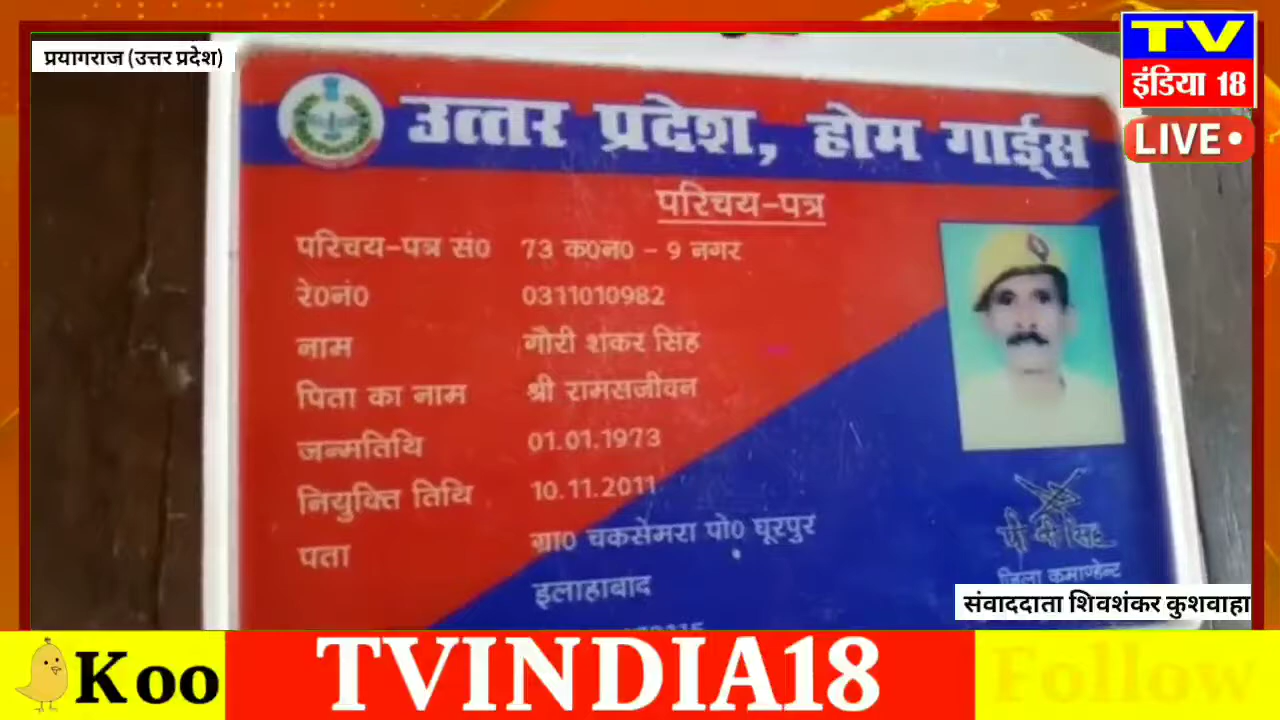 प्रयागराज (उत्तर प्रदेश)
TV
इंडिया 18
LIVE
उत्तर प्रदेश, होम गार्ड्स
परिचय-पत्र
परिचय-पत्र सं0 73 क0न0 - 9 नगर
रे0नं0 0311010982
नाम गौरी शंकर सिंह
पिता का नाम श्री रामसजीवन
जन्मतिथि 01.01.1973
नियुक्ति तिथि 10.11.2011
पता ग्रा0 चकसेमरा पो0 घूरपुर
इलाहाबाद
जिला कमाण्डेन्ट
संवाददाता शिवशंकर कुशवाहा
Koo
TVINDIA18
Follow